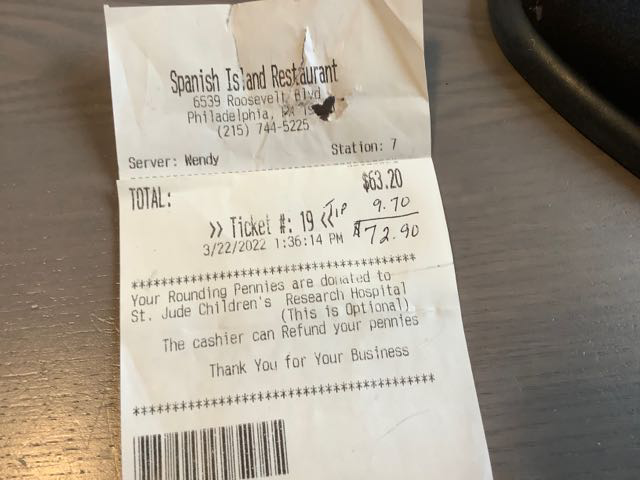 Spanish Island Restaurant
6539 Roosevelt Blvd
Philadelphia,
(215) 744-5225
Server: Wendy Station: 7
TOTAL: $63.20
Tip 9.70
>> Ticket #: 19 <<
$72.90
3/22/2022 1:36:14 PM
****************************************
Your Rounding Pennies are donated to
St. Jude Children's Research Hospital
(This is Optional)
The cashier can Refund your pennies
Thank You for Your Business
****************************************